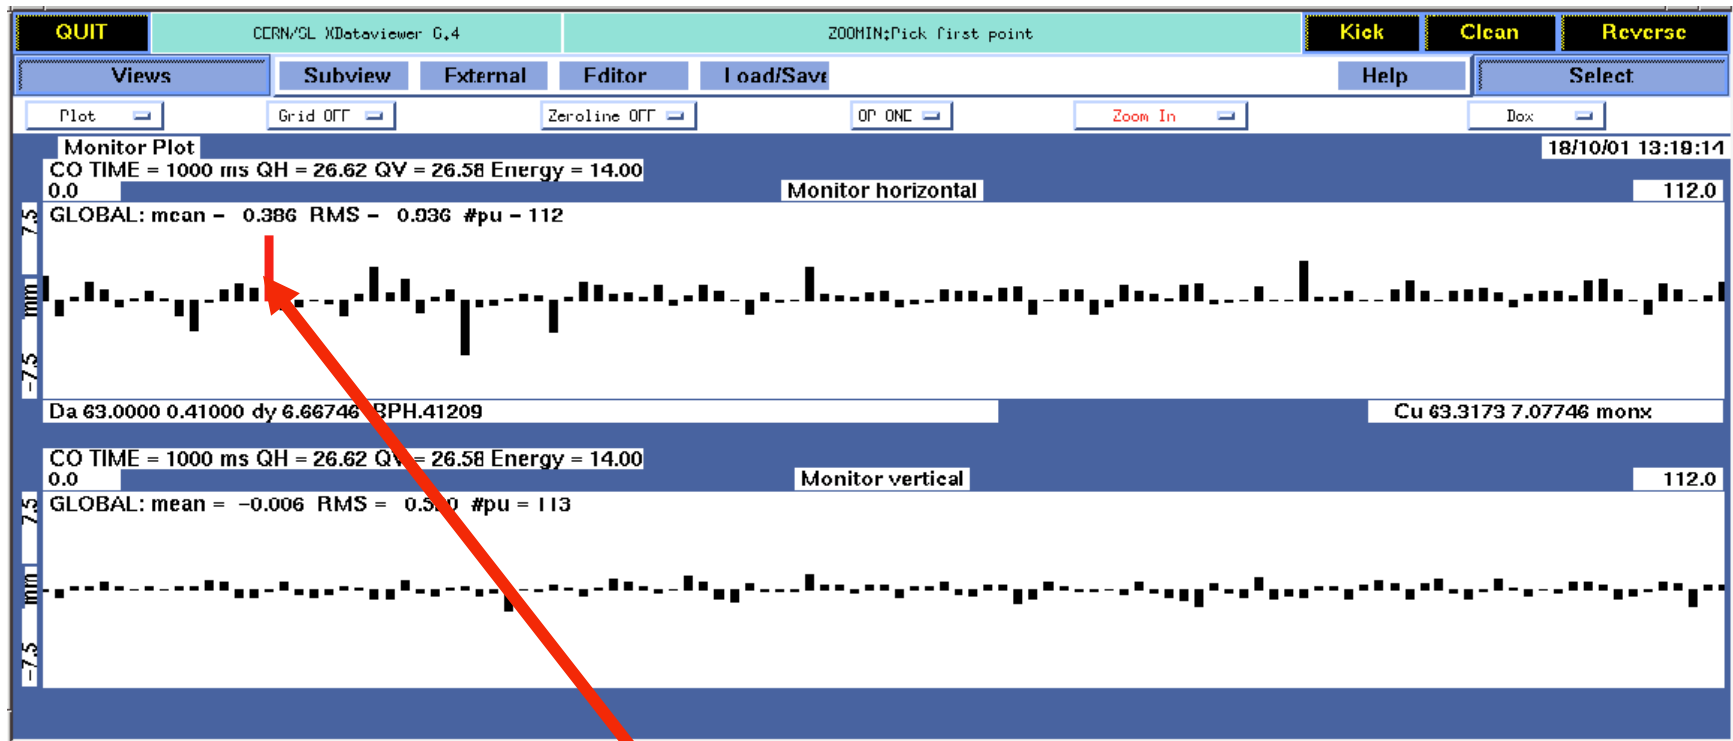 QUIT CERN/SL XDataviewer 6.4 ZOOMIN:Pick first point Kick Clean Reverse
Views Subview External Editor Load/Save Help Select
Plot Grid OFF Zeroline OFF OP ONE Zoom In Box
Monitor Plot 18/10/01 13:19:14
CO TIME = 1000 ms QH = 26.62 QV = 26.58 Energy = 14.00
0.0 Monitor horizontal 112.0
GLOBAL: mean = 0.386 RMS = 0.936 #pu = 112
7.5
mm
-7.5
Da 63.0000 0.41000 dy 6.66746 BPH.41209 Cu 63.3173 7.07746 monx
CO TIME = 1000 ms QH = 26.62 QV = 26.58 Energy = 14.00
0.0 Monitor vertical 112.0
GLOBAL: mean = -0.006 RMS = #pu = 113
7.5
mm
-7.5